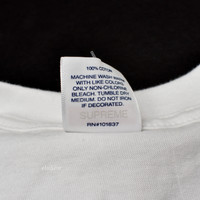 100% COTTON
MACHINE WASH WARM
WITH LIKE COLORS
ONLY NON-CHLORINE
BLEACH. TUMBLE DRY
MEDIUM. DO NOT IRON
IF DECORATED.
SUPREME
RN#101837